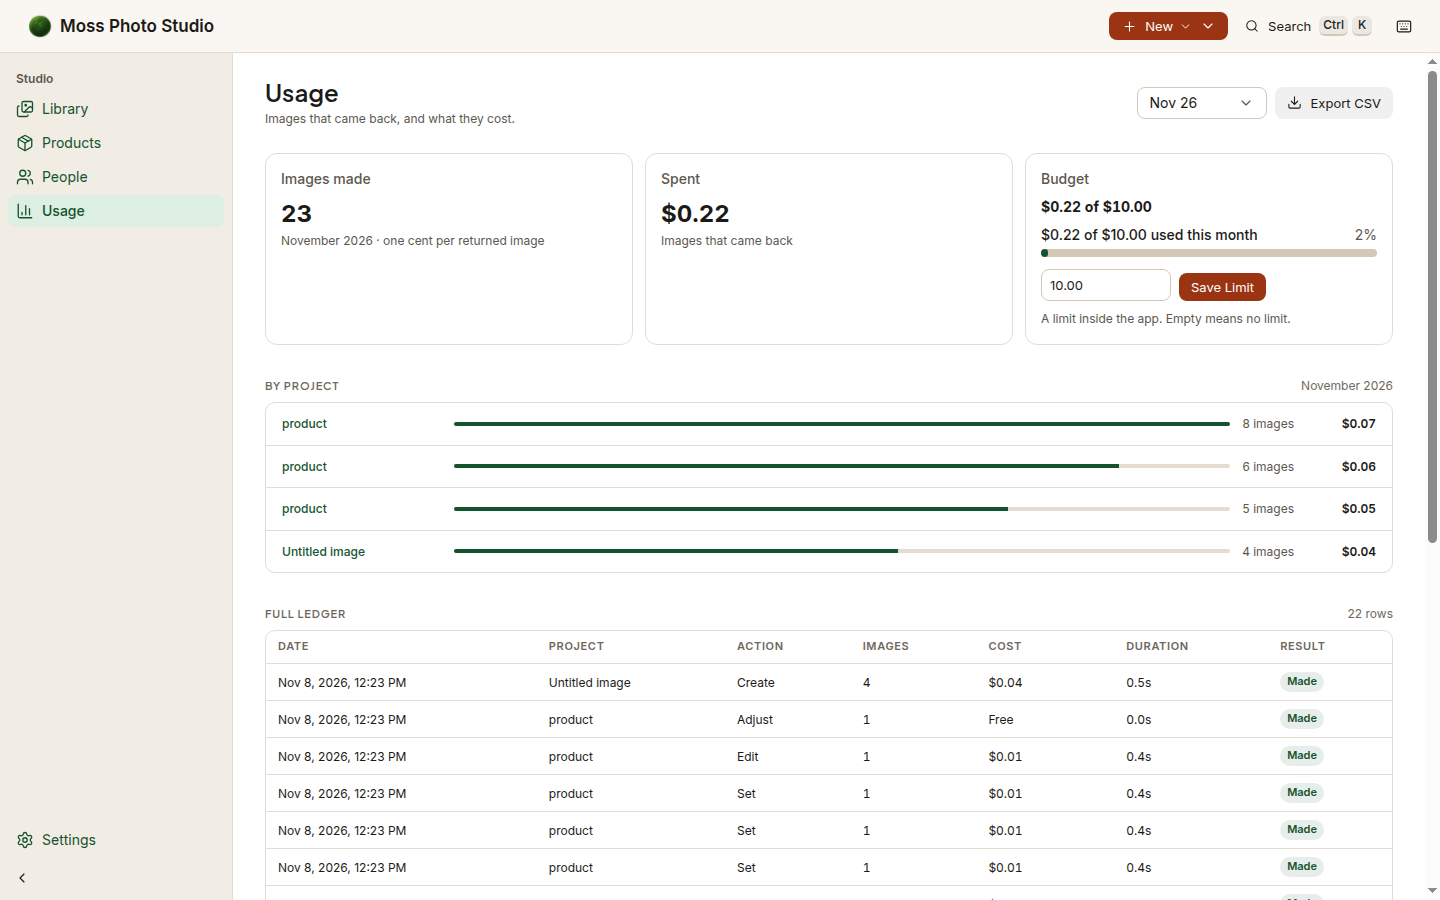 Moss Photo Studio
New
Search Ctrl K
Studio
Library
Products
People
Usage
Settings
Usage
Images that came back, and what they cost.
Nov 26
Export CSV
Images made
23
November 2026 · one cent per returned image
Spent
$0.22
Images that came back
Budget
$0.22 of $10.00
$0.22 of $10.00 used this month 2%
10.00
Save Limit
A limit inside the app. Empty means no limit.
BY PROJECT November 2026
product 8 images $0.07
product 6 images $0.06
product 5 images $0.05
Untitled image 4 images $0.04
FULL LEDGER 22 rows
DATE PROJECT ACTION IMAGES COST DURATION RESULT
Nov 8, 2026, 12:23 PM Untitled image Create 4 $0.04 0.5s Made
Nov 8, 2026, 12:23 PM product Adjust 1 Free 0.0s Made
Nov 8, 2026, 12:23 PM product Edit 1 $0.01 0.4s Made
Nov 8, 2026, 12:23 PM product Set 1 $0.01 0.4s Made
Nov 8, 2026, 12:23 PM product Set 1 $0.01 0.4s Made
Nov 8, 2026, 12:23 PM product Set 1 $0.01 0.4s Made